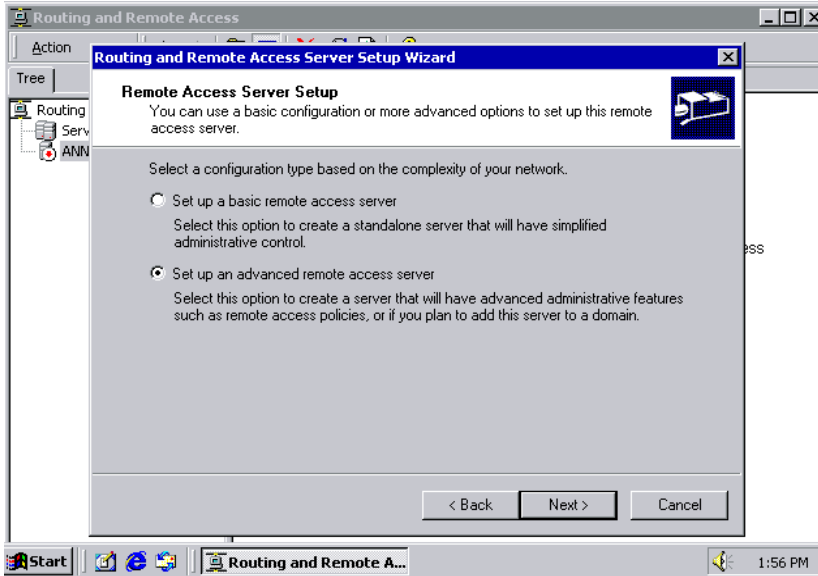 Routing and Remote Access
Action
Routing and Remote Access Server Setup Wizard
Tree
Remote Access Server Setup
You can use a basic configuration or more advanced options to set up this remote
access server.
Routing
Serv
ANN
Select a configuration type based on the complexity of your network.
Set up a basic remote access server
Select this option to create a standalone server that will have simplified
administrative control.
ess
Set up an advanced remote access server
Select this option to create a server that will have advanced administrative features
such as remote access policies, or if you plan to add this server to a domain.
< Back
Next >
Cancel
Start
Routing and Remote A...
1:56 PM